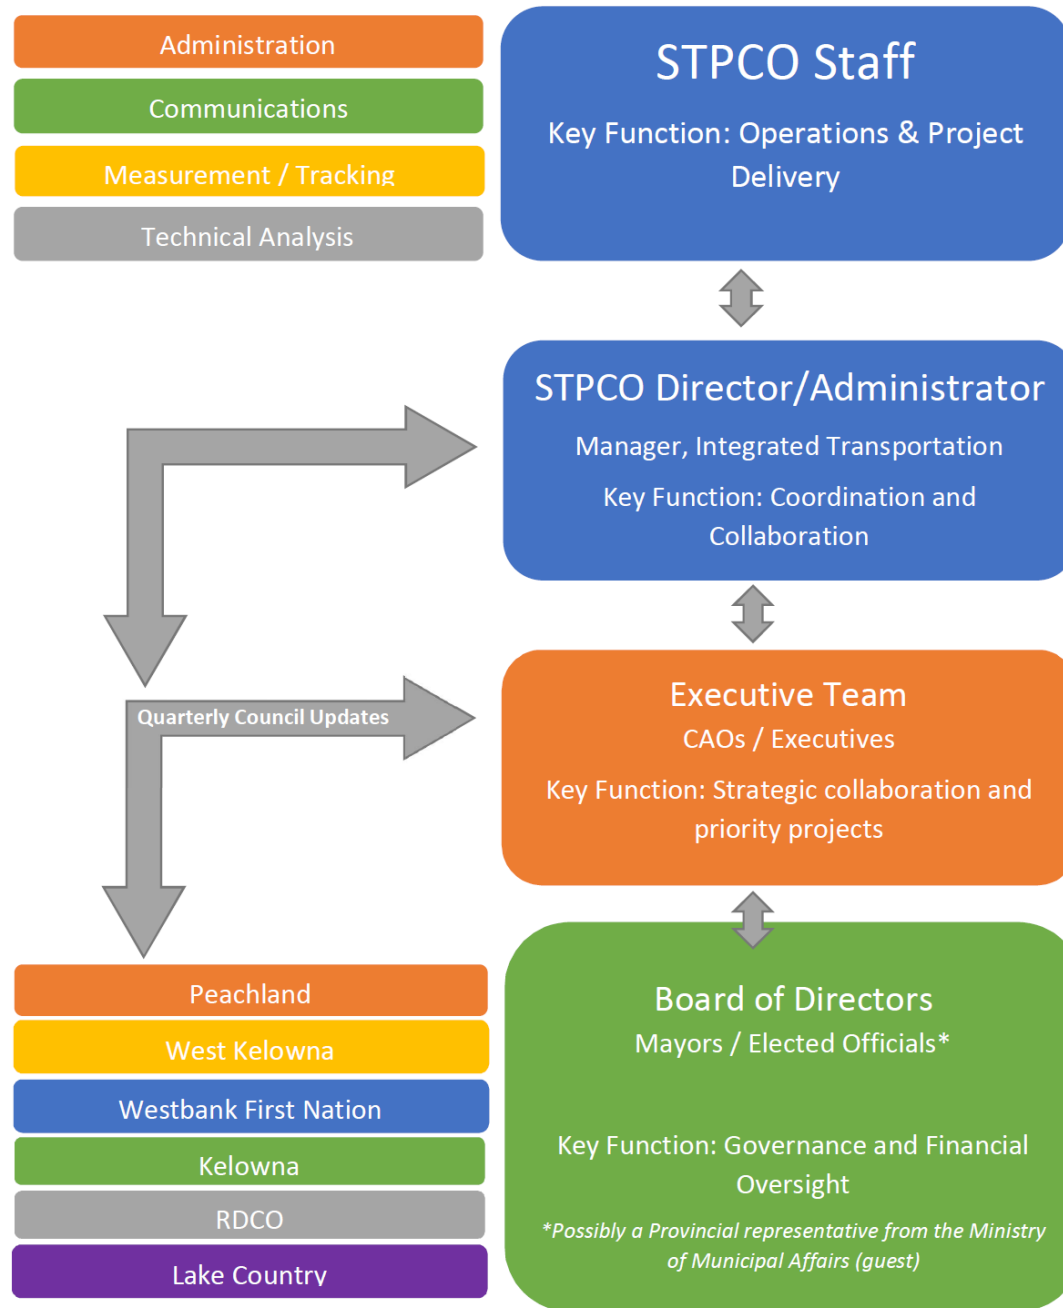 Administration
Communications
Measurement / Tracking
Technical Analysis
STPCO Staff
Key Function: Operations & Project
Delivery
STPCO Director/Administrator
Manager, Integrated Transportation
Key Function: Coordination and
Collaboration
Quarterly Council Updates
Executive Team
CAOs / Executives
Key Function: Strategic collaboration and
priority projects
Peachland
West Kelowna
Westbank First Nation
Kelowna
RDCO
Lake Country
Board of Directors
Mayors / Elected Officials*
Key Function: Governance and Financial
Oversight
*Possibly a Provincial representative from the Ministry
of Municipal Affairs (guest)